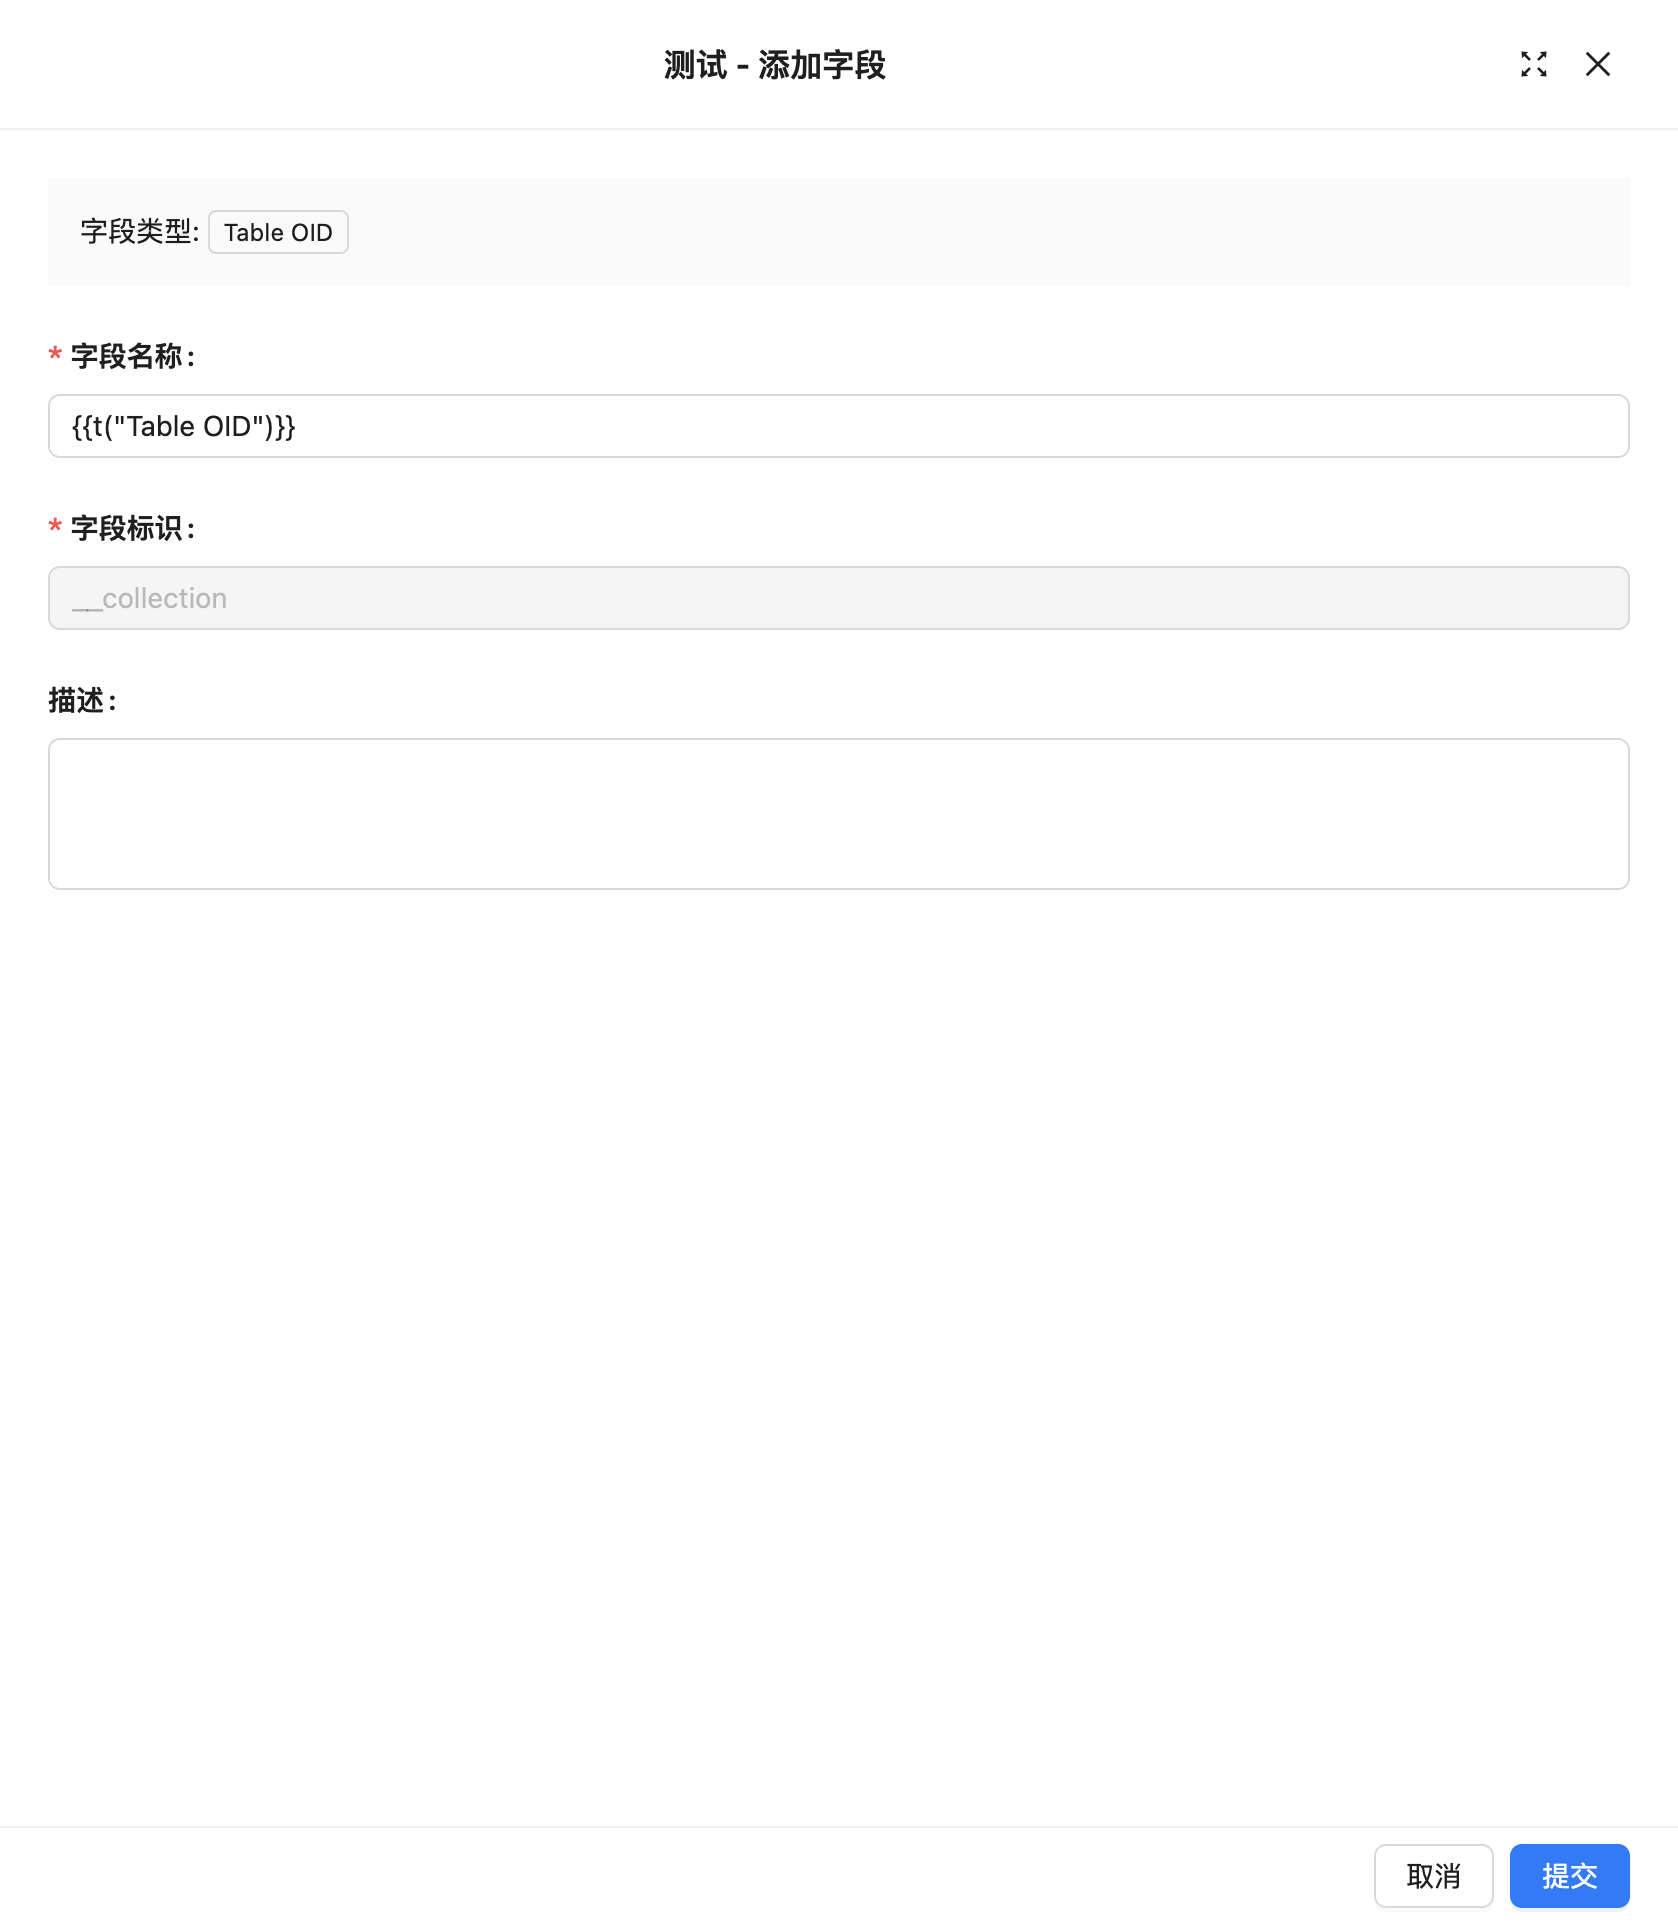 测试 - 添加字段
字段类型: Table OID
* 字段名称:
{{t("Table OID")}}
* 字段标识:
__collection
描述:
取消 提交